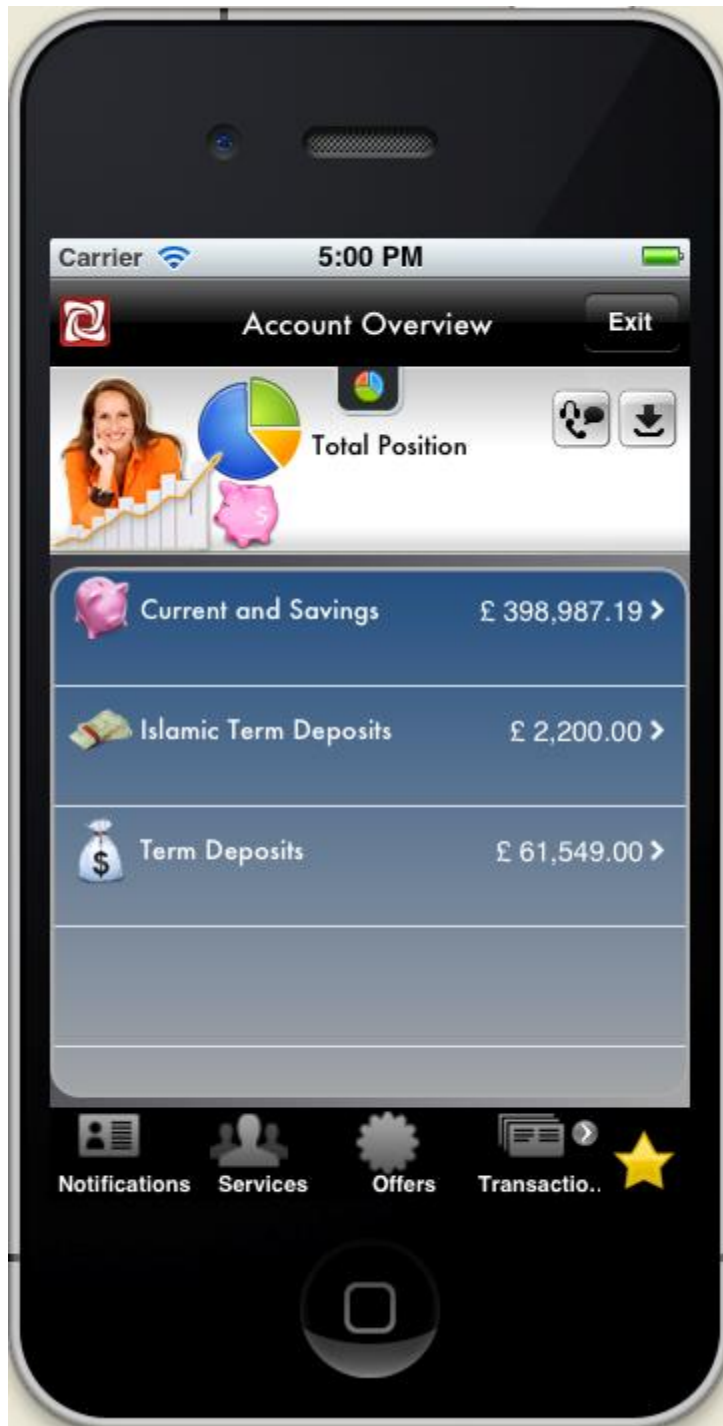 Carrier 5:00 PM
Account Overview Exit
Total Position
$
Current and Savings £ 398,987.19
Islamic Term Deposits £ 2,200.00
$
Term Deposits £ 61,549.00
Notifications Services Offers Transactio..